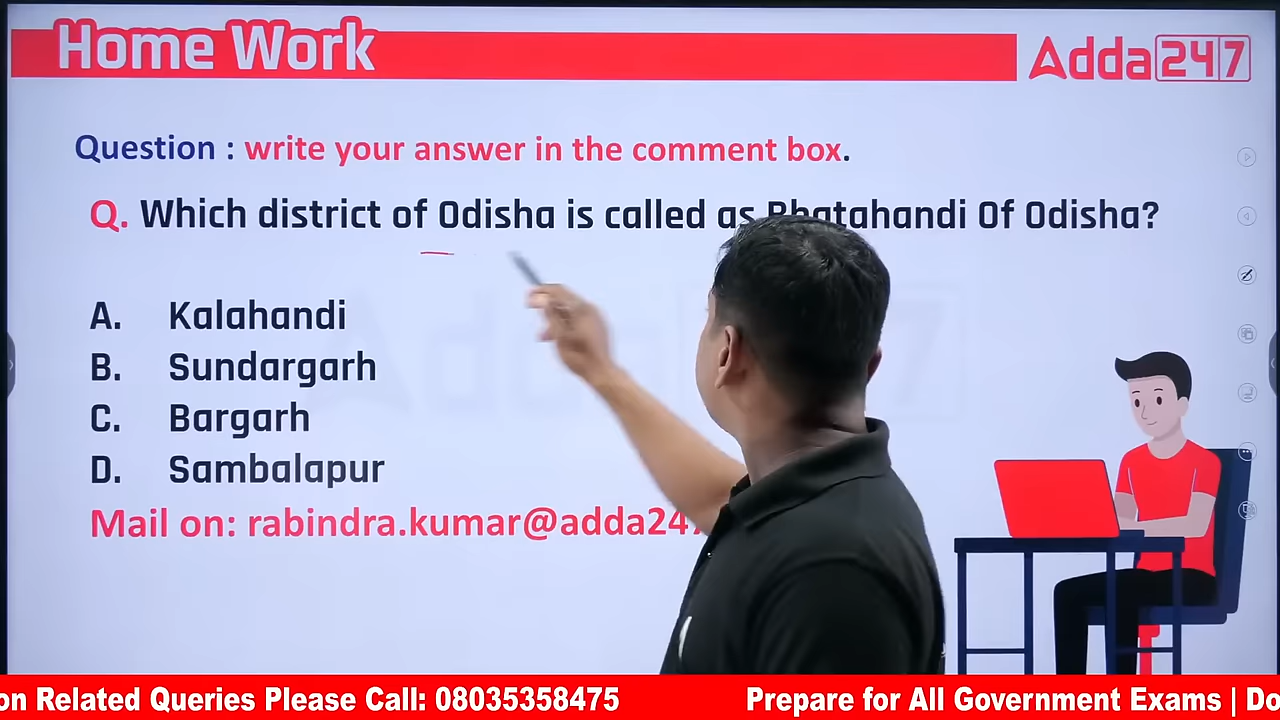 Home Work
Adda247
Question : write your answer in the comment box.
Q. Which district of Odisha is called as Bhatahandi Of Odisha?
A. Kalahandi
B. Sundargarh
C. Bargarh
D. Sambalapur
Mail on: rabindra.kumar@adda247
on Related Queries Please Call: 08035358475 Prepare for All Government Exams | Do